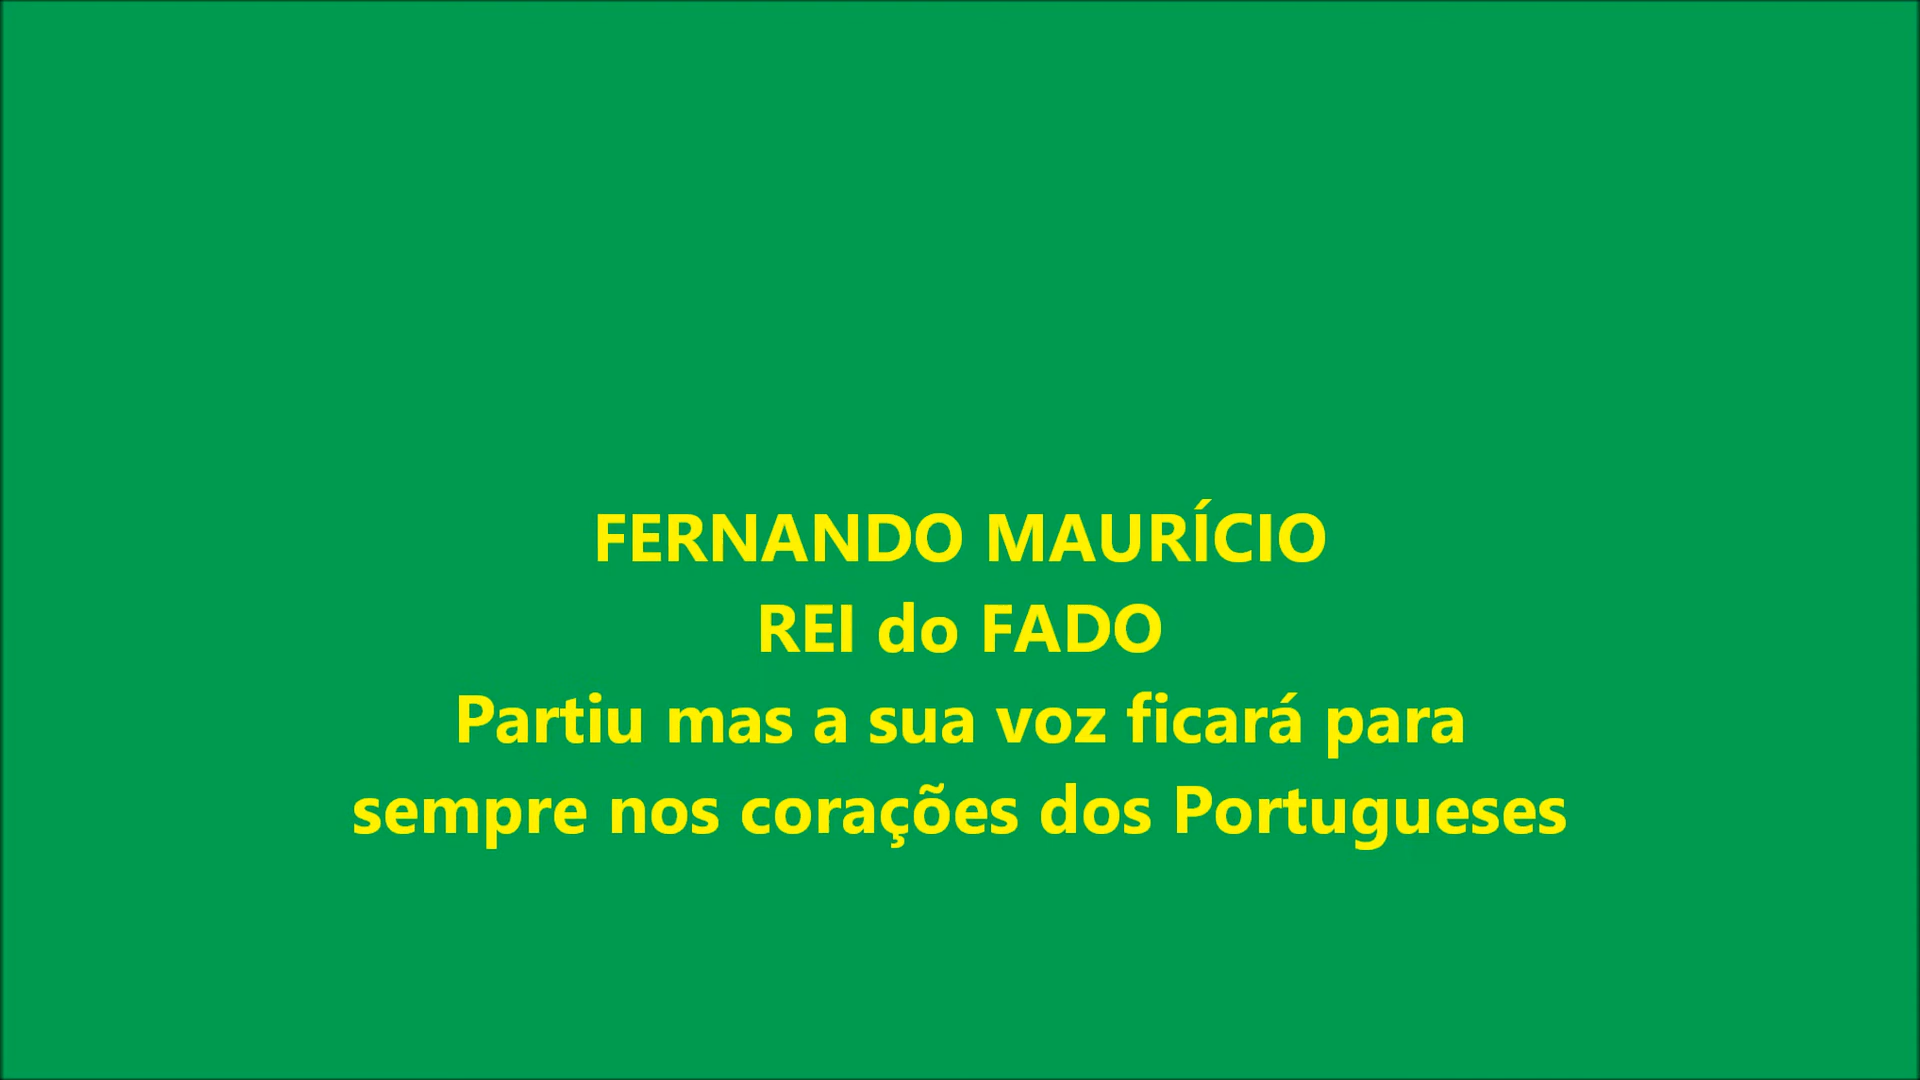 FERNANDO MAURÍCIO
REI do FADO
Partiu mas a sua voz ficará para
sempre nos corações dos Portugueses